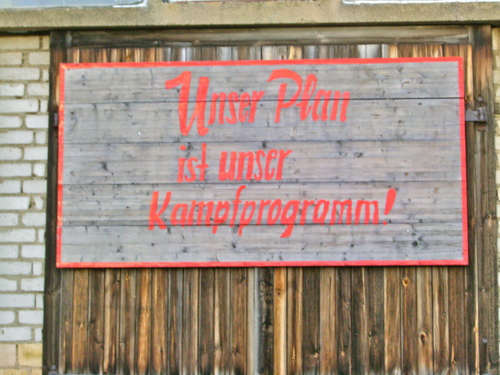 Unser Plan
ist unser
Kampfprogramm!